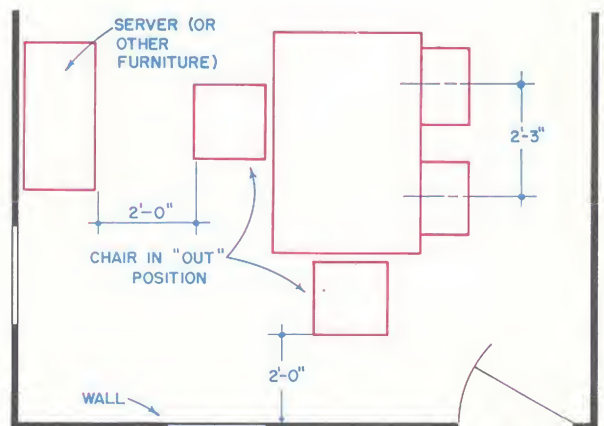 SERVER (OR
OTHER
FURNITURE)
2'-3"
2'-0"
CHAIR IN "OUT"
POSITION
2'-0"
WALL